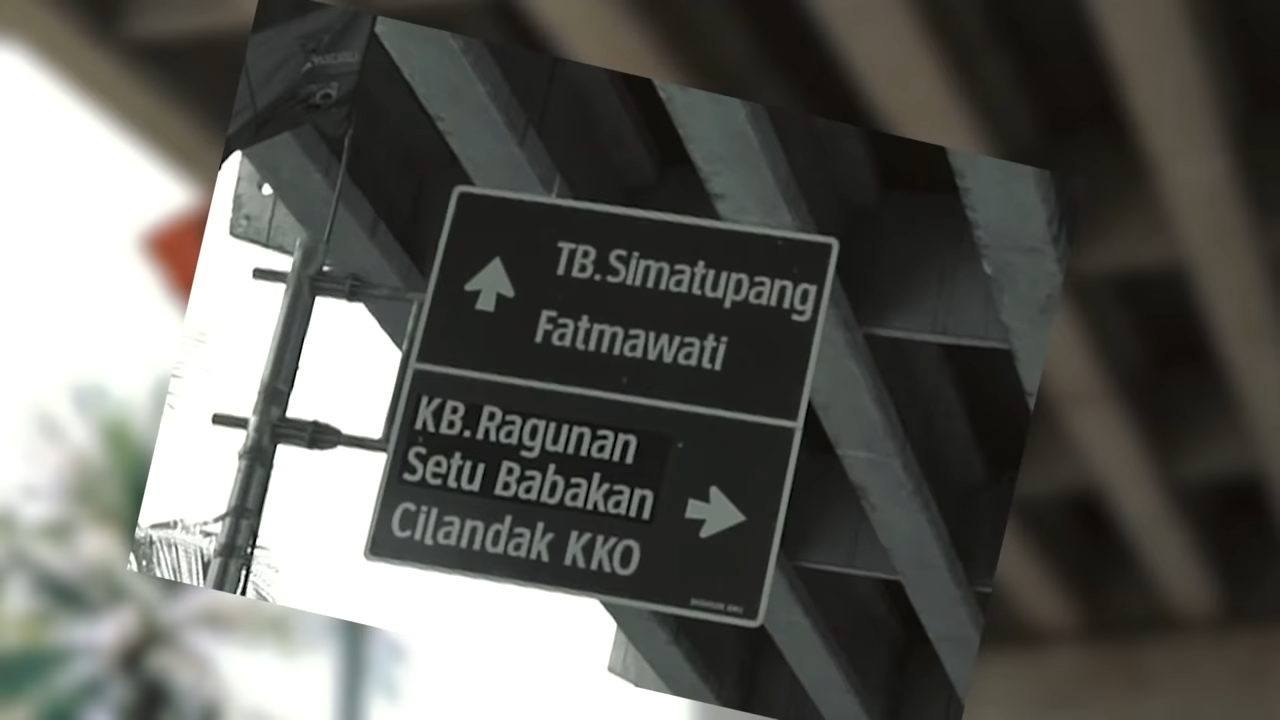 TB.Simatupang
Fatmawati
KB.Ragunan
Setu Babakan
Cilandak KKO